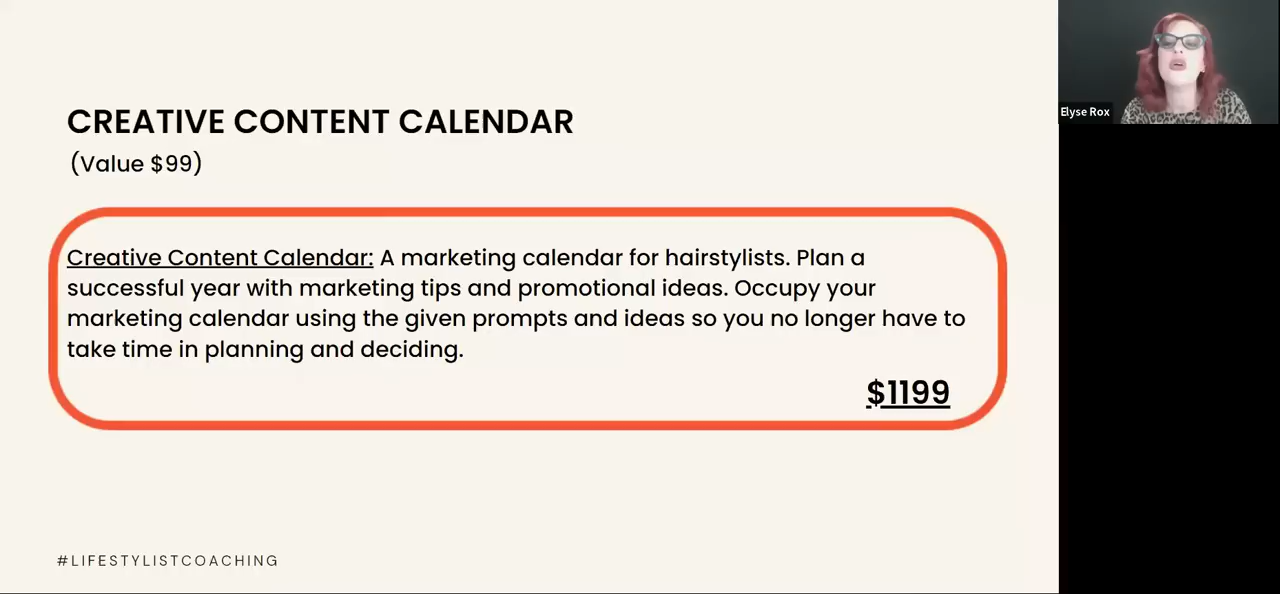 CREATIVE CONTENT CALENDAR
(Value $99)
Creative Content Calendar: A marketing calendar for hairstylists. Plan a
successful year with marketing tips and promotional ideas. Occupy your
marketing calendar using the given prompts and ideas so you no longer have to
take time in planning and deciding.
$1199
#LIFESTYLISTCOACHING
Elyse Rox